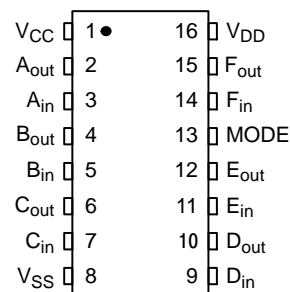 VCC 1 16 VDD
Aout 2 15 Fout
Ain 3 14 Fin
Bout 4 13 MODE
Bin 5 12 Eout
Cout 6 11 Ein
Cin 7 10 Dout
VSS 8 9 Din